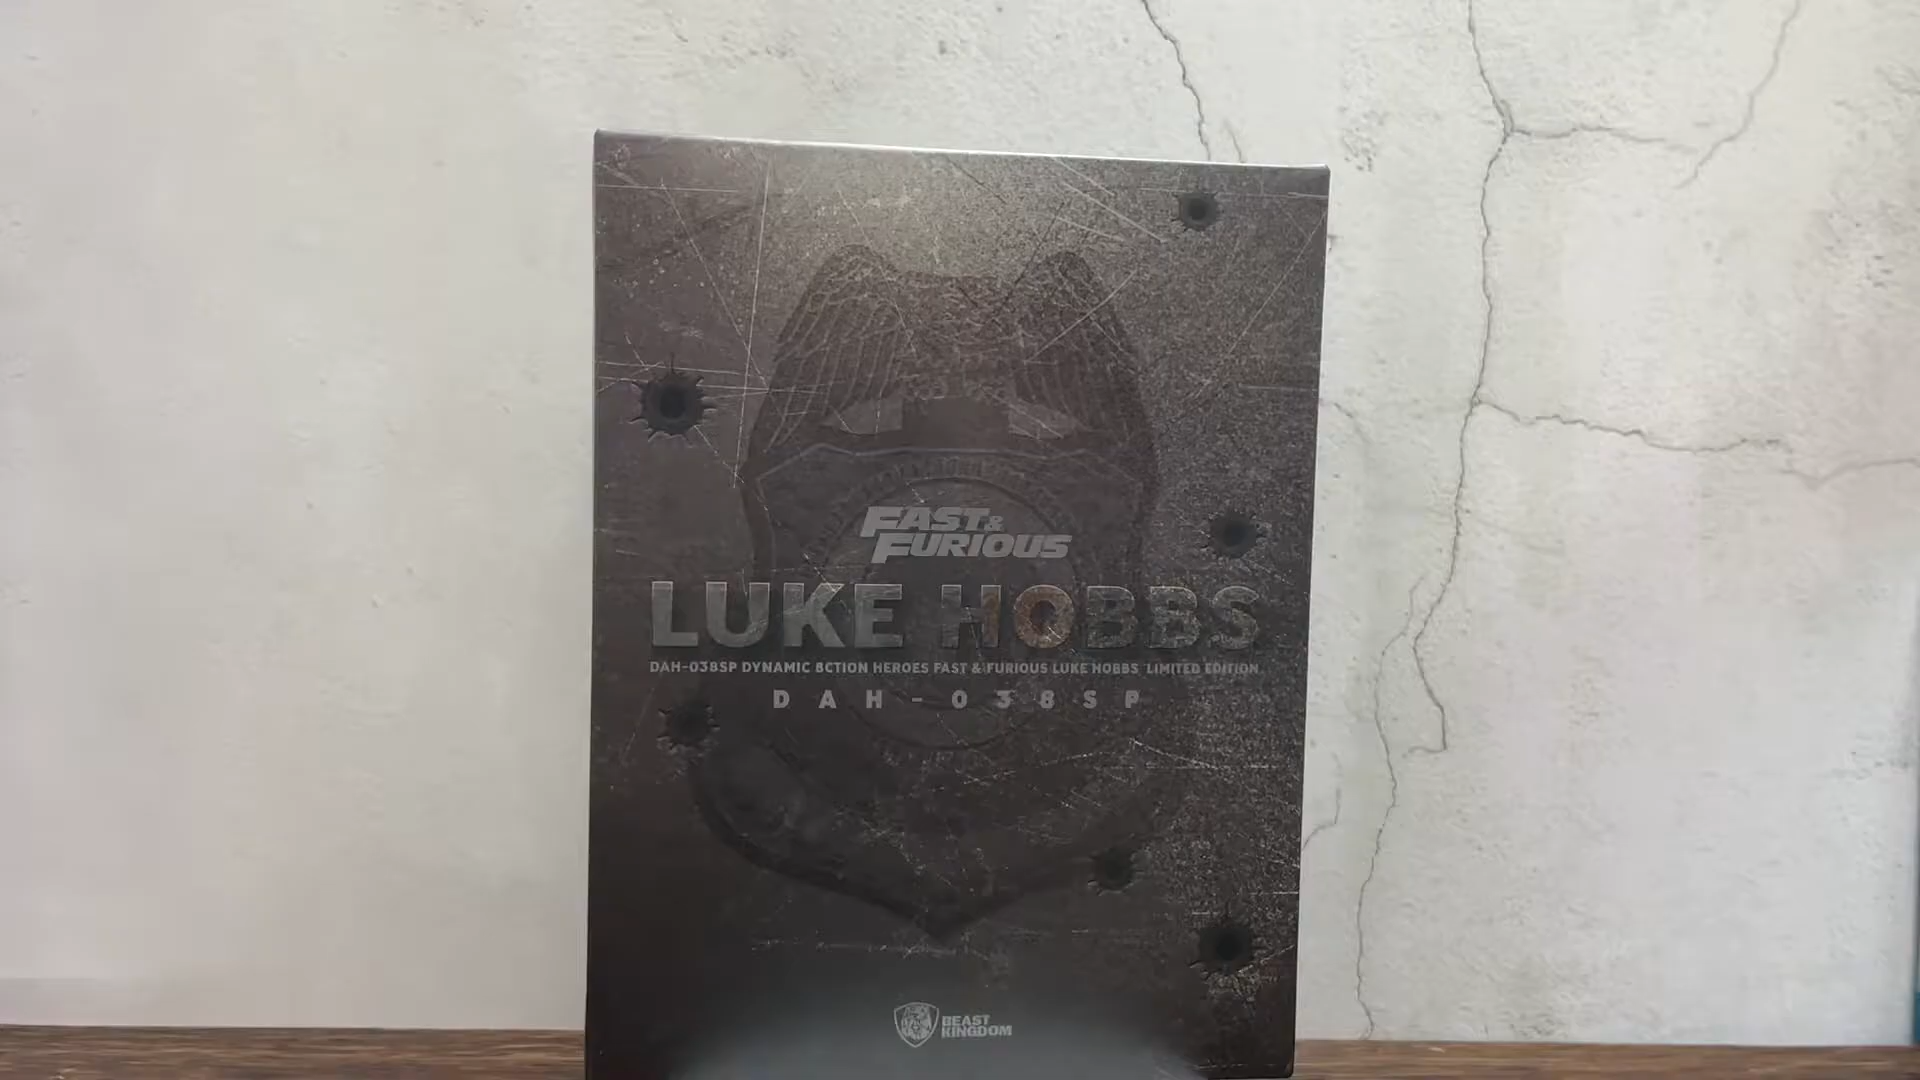 FAST &
FURIOUS
LUKE HOBBS
DAH-038SP DYNAMIC 8CTION HEROES FAST & FURIOUS LUKE HOBBS LIMITED EDITION
DAH-038SP
BEAST
KINGDOM